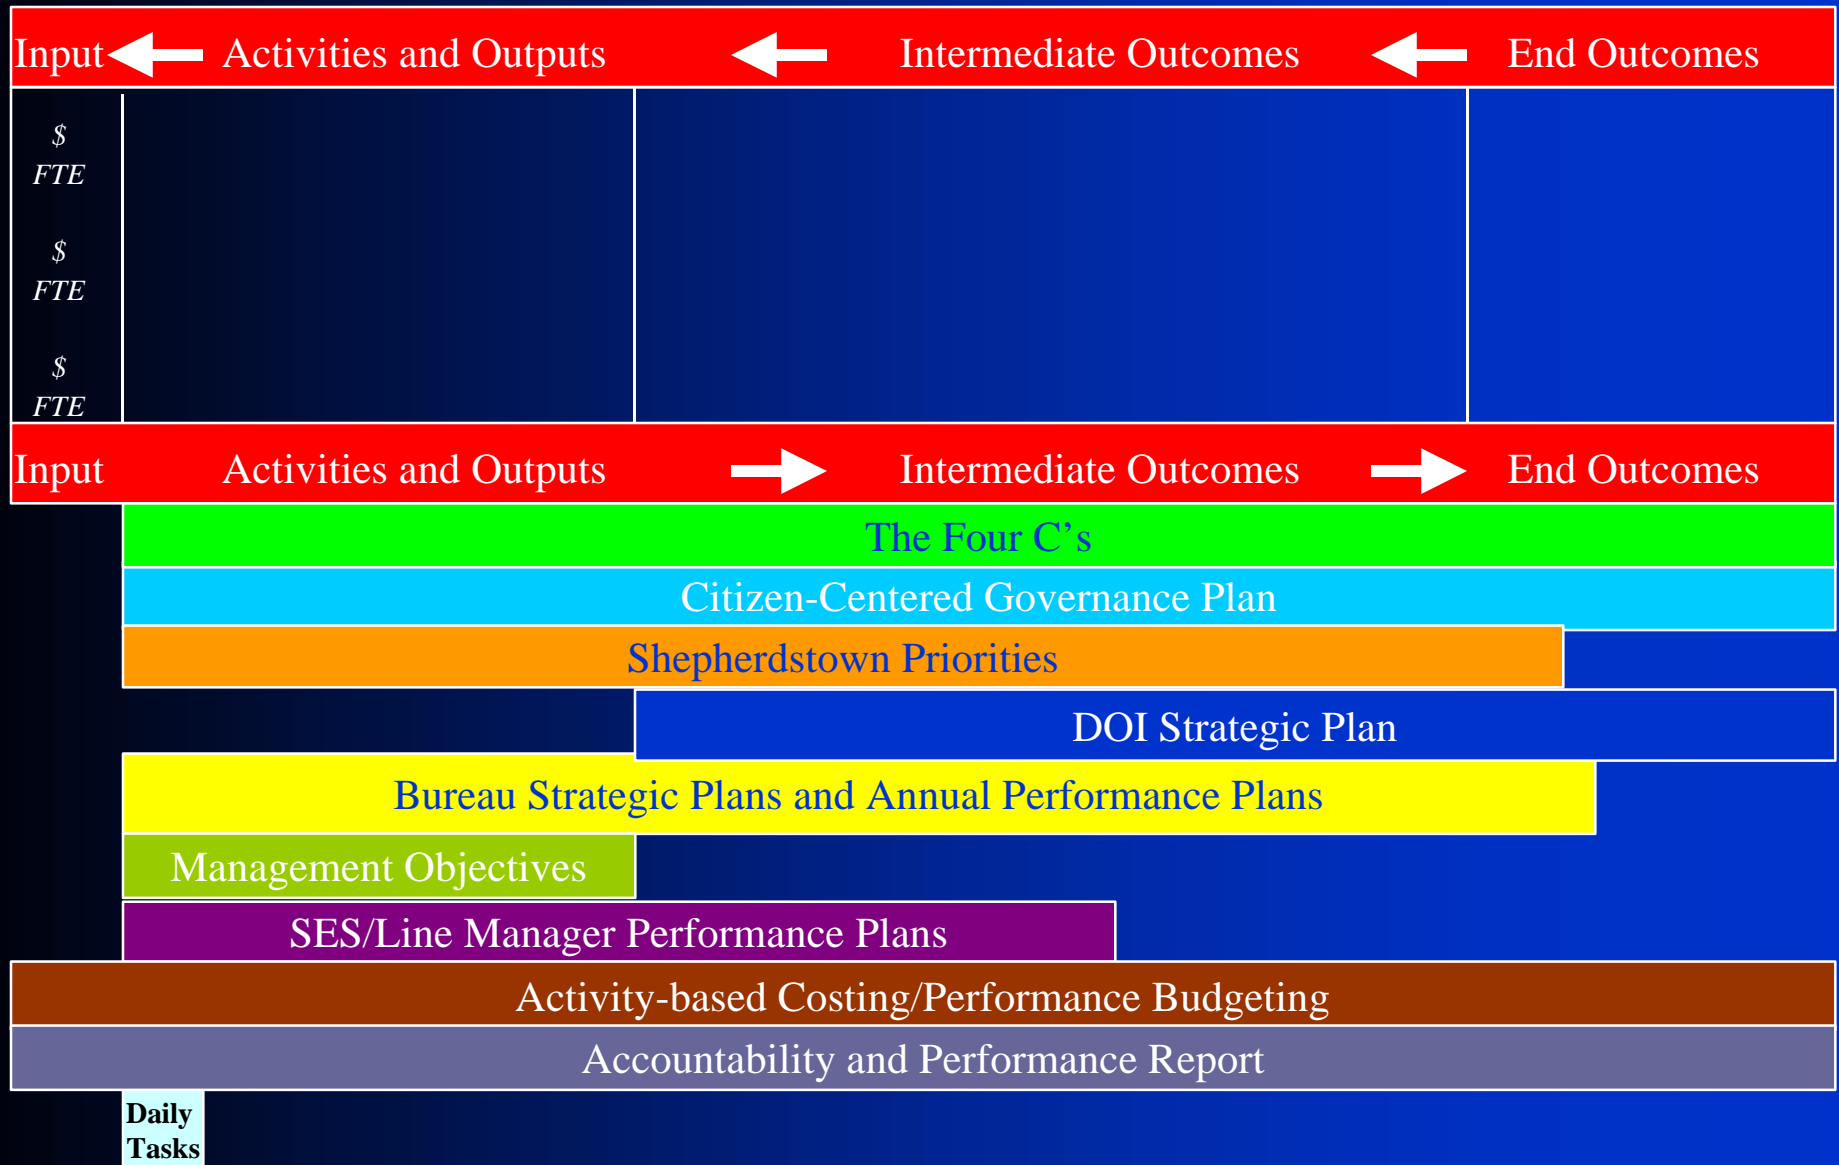 Input Activities and Outputs Intermediate Outcomes End Outcomes
$
FTE
$
FTE
$
FTE
Input Activities and Outputs Intermediate Outcomes End Outcomes
The Four C’s
Citizen-Centered Governance Plan
Shepherdstown Priorities
DOI Strategic Plan
Bureau Strategic Plans and Annual Performance Plans
Management Objectives
SES/Line Manager Performance Plans
Activity-based Costing/Performance Budgeting
Accountability and Performance Report
Daily
Tasks